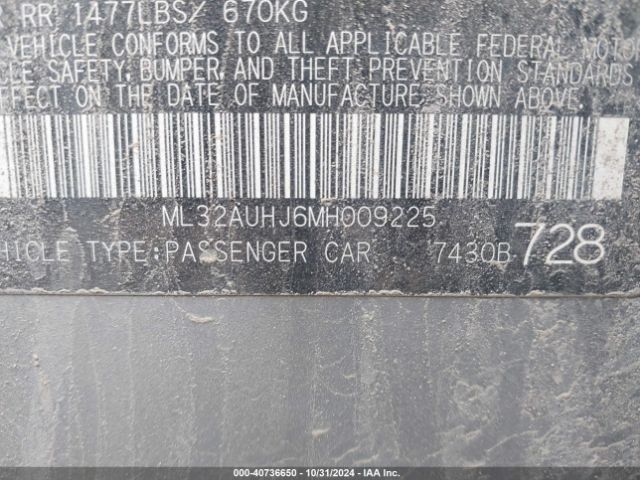 R RR 1477LBS/ 670KG
VEHICLE CONFORMS TO ALL APPLICABLE FEDERAL MOTO
CLE SAFETY, BUMPER, AND THEFT PREVENTION STANDARDS
EFFECT ON THE DATE OF MANUFACTURE SHOWN ABOVE.
ML32AUHJ6MH009225
HICLE TYPE:PASSENGER CAR 7430B 728
000-40736650 | 10/31/2024 | IAA Inc.